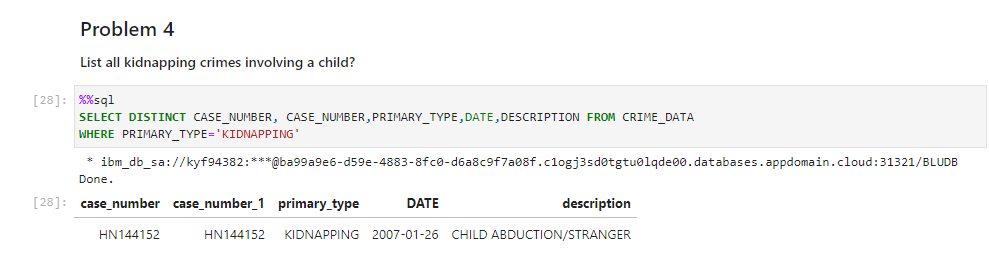 Problem 4
List all kidnapping crimes involving a child?
[28]: %%sql
SELECT DISTINCT CASE_NUMBER, CASE_NUMBER,PRIMARY_TYPE,DATE,DESCRIPTION FROM CRIME_DATA
WHERE PRIMARY_TYPE='KIDNAPPING'
* ibm_db_sa://kyf94382:***@ba99a9e6-d59e-4883-8fc0-d6a8c9f7a08f.c1ogj3sd0tgtu0lqde00.databases.appdomain.cloud:31321/BLUDB
Done.
[28]: case_number case_number_1 primary_type DATE description
HN144152 HN144152 KIDNAPPING 2007-01-26 CHILD ABDUCTION/STRANGER